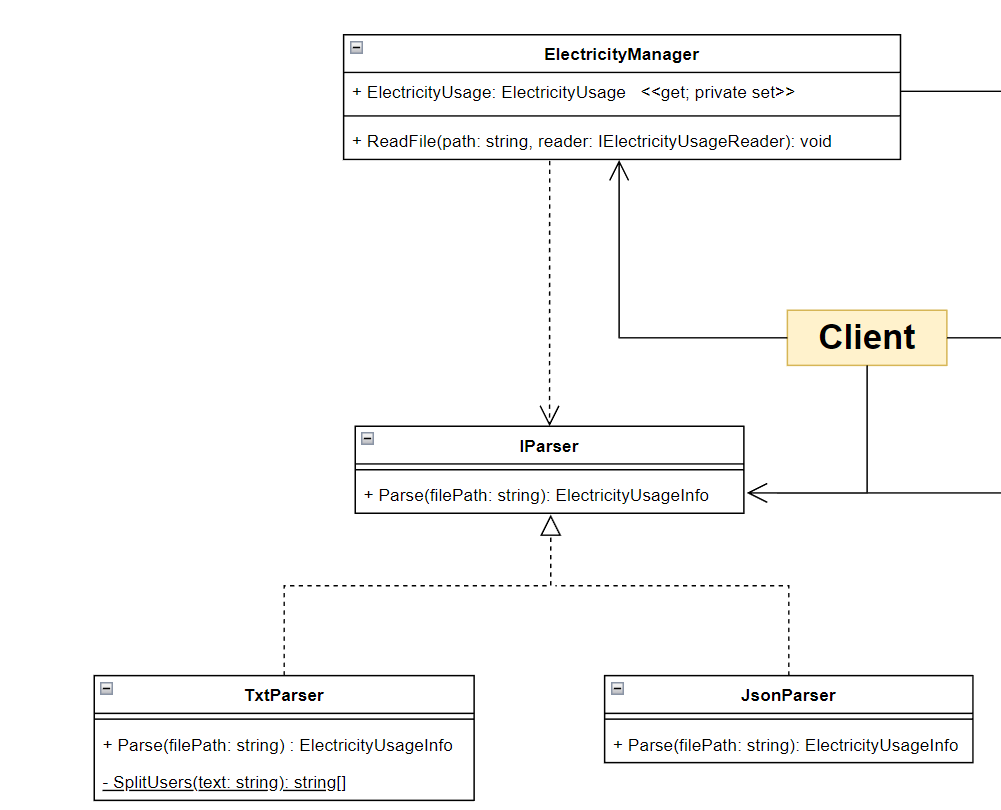 ElectricityManager
+ ElectricityUsage: ElectricityUsage <<get; private set>>
+ ReadFile(path: string, reader: IElectricityUsageReader): void
Client
IParser
+ Parse(filePath: string): ElectricityUsageInfo
TxtParser
+ Parse(filePath: string) : ElectricityUsageInfo
- SplitUsers(text: string): string[]
JsonParser
+ Parse(filePath: string): ElectricityUsageInfo